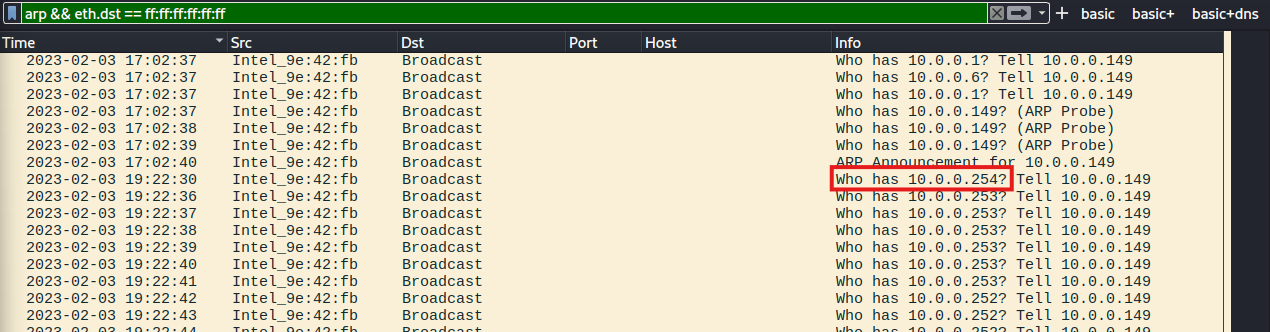 arp && eth.dst == ff:ff:ff:ff:ff:ff + basic basic+ basic+dns
Time Src Dst Port Host Info
2023-02-03 17:02:37 Intel_9e:42:fb Broadcast Who has 10.0.0.1? Tell 10.0.0.149
2023-02-03 17:02:37 Intel_9e:42:fb Broadcast Who has 10.0.0.6? Tell 10.0.0.149
2023-02-03 17:02:37 Intel_9e:42:fb Broadcast Who has 10.0.0.1? Tell 10.0.0.149
2023-02-03 17:02:37 Intel_9e:42:fb Broadcast Who has 10.0.0.149? (ARP Probe)
2023-02-03 17:02:38 Intel_9e:42:fb Broadcast Who has 10.0.0.149? (ARP Probe)
2023-02-03 17:02:39 Intel_9e:42:fb Broadcast Who has 10.0.0.149? (ARP Probe)
2023-02-03 17:02:40 Intel_9e:42:fb Broadcast ARP Announcement for 10.0.0.149
2023-02-03 19:22:30 Intel_9e:42:fb Broadcast Who has 10.0.0.254? Tell 10.0.0.149
2023-02-03 19:22:36 Intel_9e:42:fb Broadcast Who has 10.0.0.253? Tell 10.0.0.149
2023-02-03 19:22:37 Intel_9e:42:fb Broadcast Who has 10.0.0.253? Tell 10.0.0.149
2023-02-03 19:22:38 Intel_9e:42:fb Broadcast Who has 10.0.0.253? Tell 10.0.0.149
2023-02-03 19:22:39 Intel_9e:42:fb Broadcast Who has 10.0.0.253? Tell 10.0.0.149
2023-02-03 19:22:40 Intel_9e:42:fb Broadcast Who has 10.0.0.253? Tell 10.0.0.149
2023-02-03 19:22:41 Intel_9e:42:fb Broadcast Who has 10.0.0.253? Tell 10.0.0.149
2023-02-03 19:22:42 Intel_9e:42:fb Broadcast Who has 10.0.0.252? Tell 10.0.0.149
2023-02-03 19:22:43 Intel_9e:42:fb Broadcast Who has 10.0.0.252? Tell 10.0.0.149
2023-02-03 19:22:44 Intel_9e:42:fb Broadcast Who has 10.0.0.252? Tell 10.0.0.149